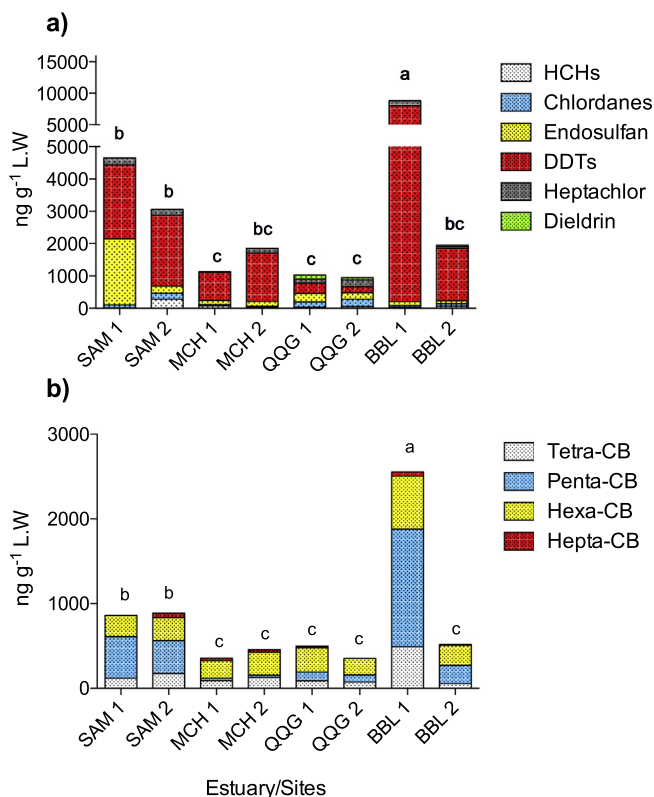 a)
ng g-1 L.W
15000
10000
5000
5000
4000
3000
2000
1000
0
b
b
c
bc
c
c
a
bc
SAM 1
SAM 2
MCH 1
MCH 2
QQG 1
QQG 2
BBL 1
BBL 2
HCHs
Chlordanes
Endosulfan
DDTs
Heptachlor
Dieldrin
b)
ng g-1 L.W
3000
2000
1000
0
b
b
c
c
c
c
a
c
SAM 1
SAM 2
MCH 1
MCH 2
QQG 1
QQG 2
BBL 1
BBL 2
Tetra-CB
Penta-CB
Hexa-CB
Hepta-CB
Estuary/Sites